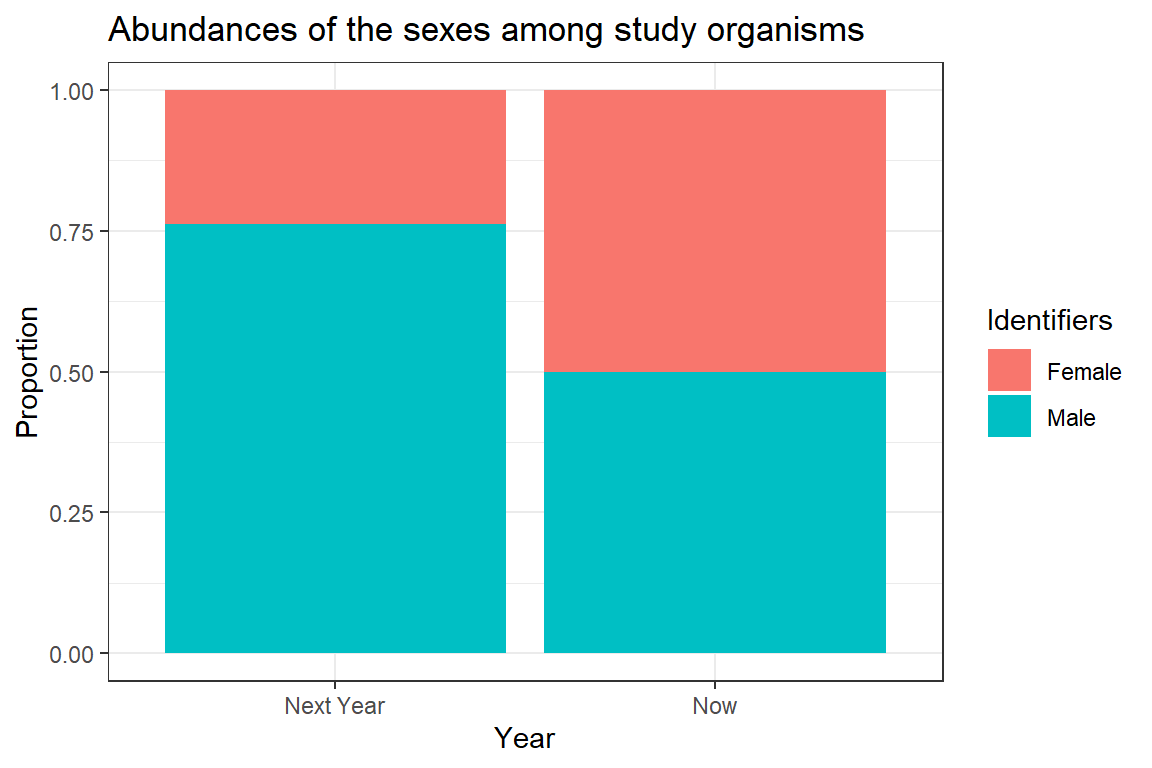 Abundances of the sexes among study organisms
1.00
0.75
0.50
0.25
0.00
Proportion
Next Year
Now
Year
Identifiers
Female
Male